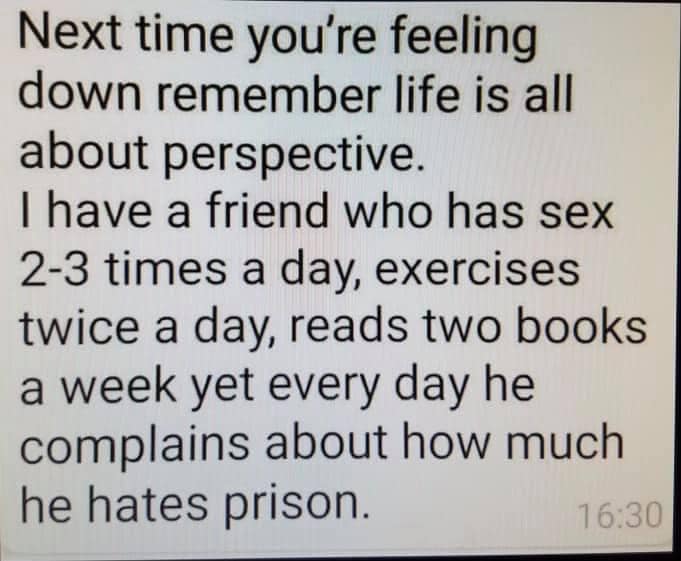 Next time you're feeling
down remember life is all
about perspective.
I have a friend who has sex
2-3 times a day, exercises
twice a day, reads two books
a week yet every day he
complains about how much
he hates prison.
16:30